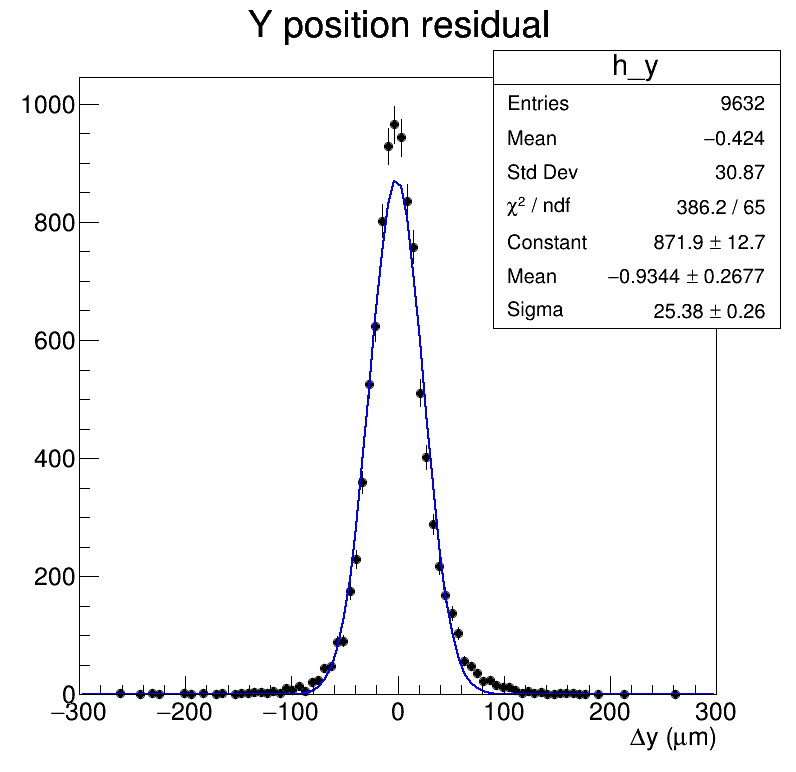 Y position residual
h_y
Entries 9632
Mean −0.424
Std Dev 30.87
χ² / ndf 386.2 / 65
Constant 871.9 ± 12.7
Mean −0.9344 ± 0.2677
Sigma 25.38 ± 0.26
1000
800
600
400
200
0
−300 −200 −100 0 100 200 300
Δy (μm)